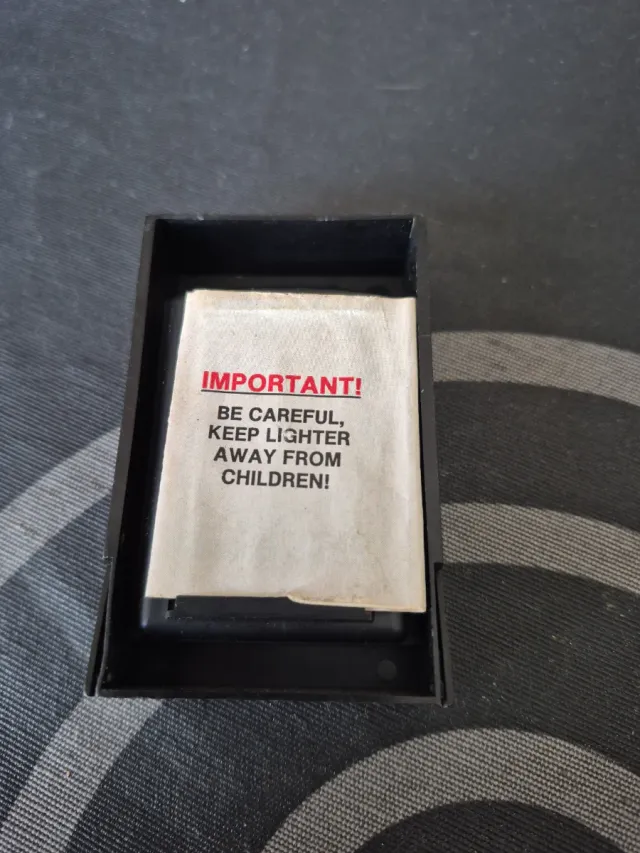 IMPORTANT!
BE CAREFUL,
KEEP LIGHTER
AWAY FROM
CHILDREN!